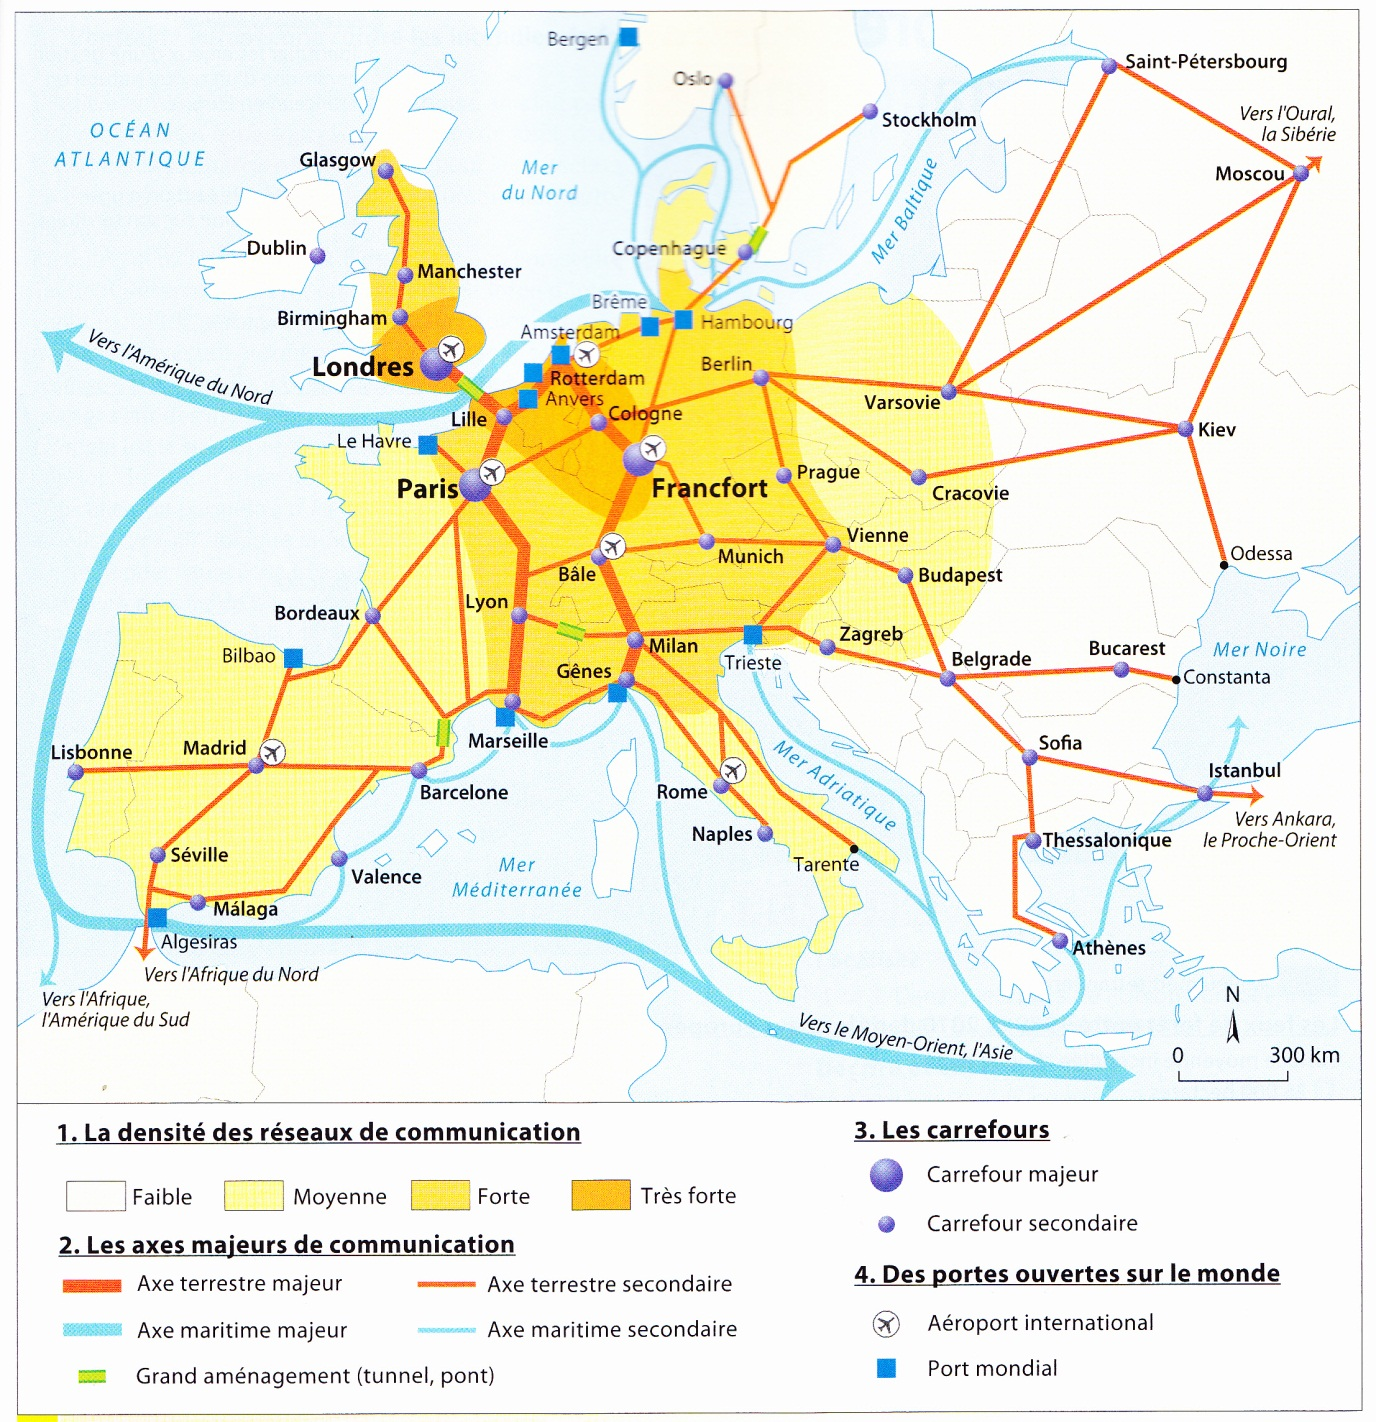 Bergen
Oslo
Saint-Pétersbourg
Stockholm
Vers l'Oural,
la Sibérie
OCÉAN
ATLANTIQUE
Glasgow
Mer
du Nord
Moscou
Mer Baltique
Dublin
Copenhague
Manchester
Brême
Birmingham
Amsterdam
Hambourg
Vers l'Amérique du Nord
Londres
Rotterdam
Berlin
Anvers
Varsovie
Lille
Cologne
Kiev
Le Havre
Paris
Francfort
Prague
Cracovie
Vienne
Munich
Odessa
Bâle
Budapest
Lyon
Bordeaux
Zagreb
Milan
Bilbao
Trieste
Belgrade
Bucarest
Mer Noire
Gênes
Constanta
Marseille
Sofia
Lisbonne
Madrid
Mer Adriatique
Istanbul
Barcelone
Rome
Vers Ankara,
le Proche-Orient
Naples
Thessalonique
Séville
Tarente
Valence
Mer
Méditerranée
Málaga
Algesiras
Athènes
Vers l'Afrique du Nord
Vers l'Afrique,
l'Amérique du Sud
N
Vers le Moyen-Orient, l'Asie
0 300 km
1. La densité des réseaux de communication
Faible Moyenne Forte Très forte
2. Les axes majeurs de communication
Axe terrestre majeur Axe terrestre secondaire
Axe maritime majeur Axe maritime secondaire
Grand aménagement (tunnel, pont)
3. Les carrefours
Carrefour majeur
Carrefour secondaire
4. Des portes ouvertes sur le monde
Aéroport international
Port mondial